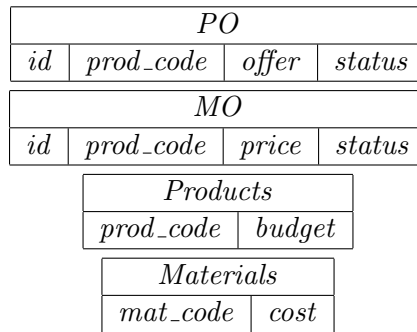 PO
id prod_code offer status
MO
id prod_code price status
Products
prod_code budget
Materials
mat_code cost